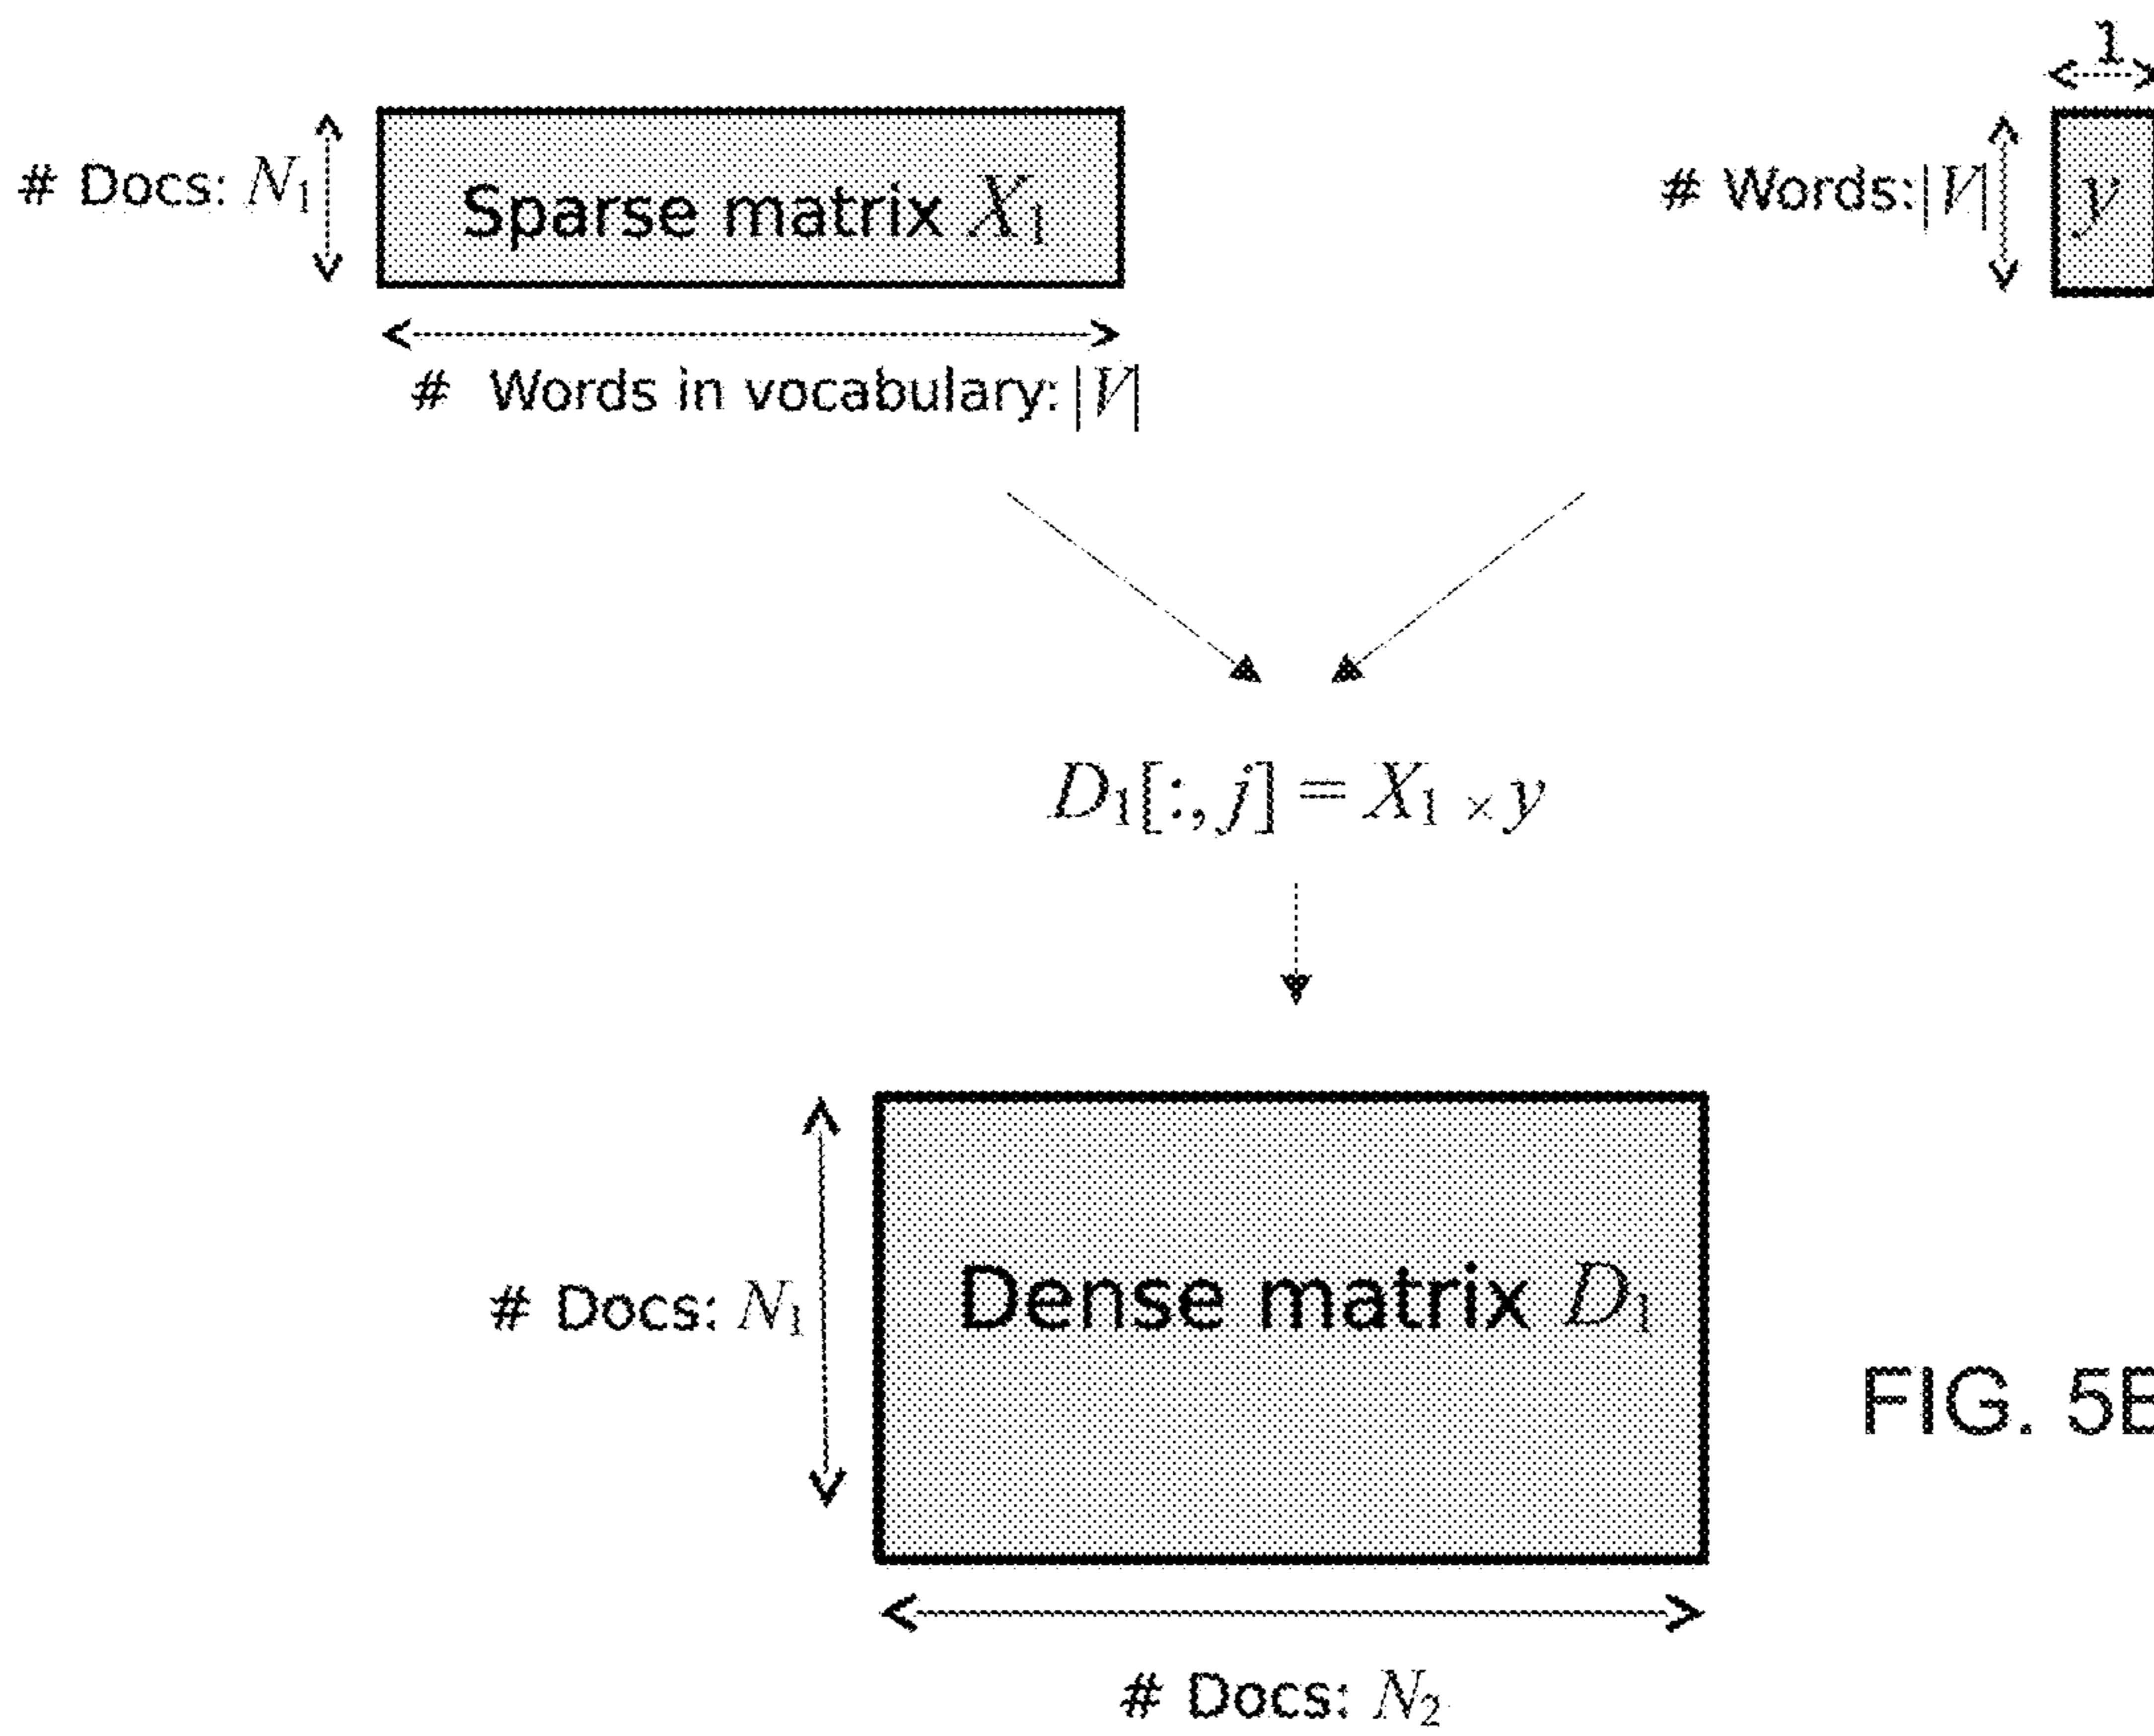 1
# Docs: N₁
Sparse matrix X₁
# Words: |V|
y
# Words in vocabulary: |V|
D₁[:, j] = X₁ × y
# Docs: N₁
Dense matrix D₁
FIG. 5B
# Docs: N₂